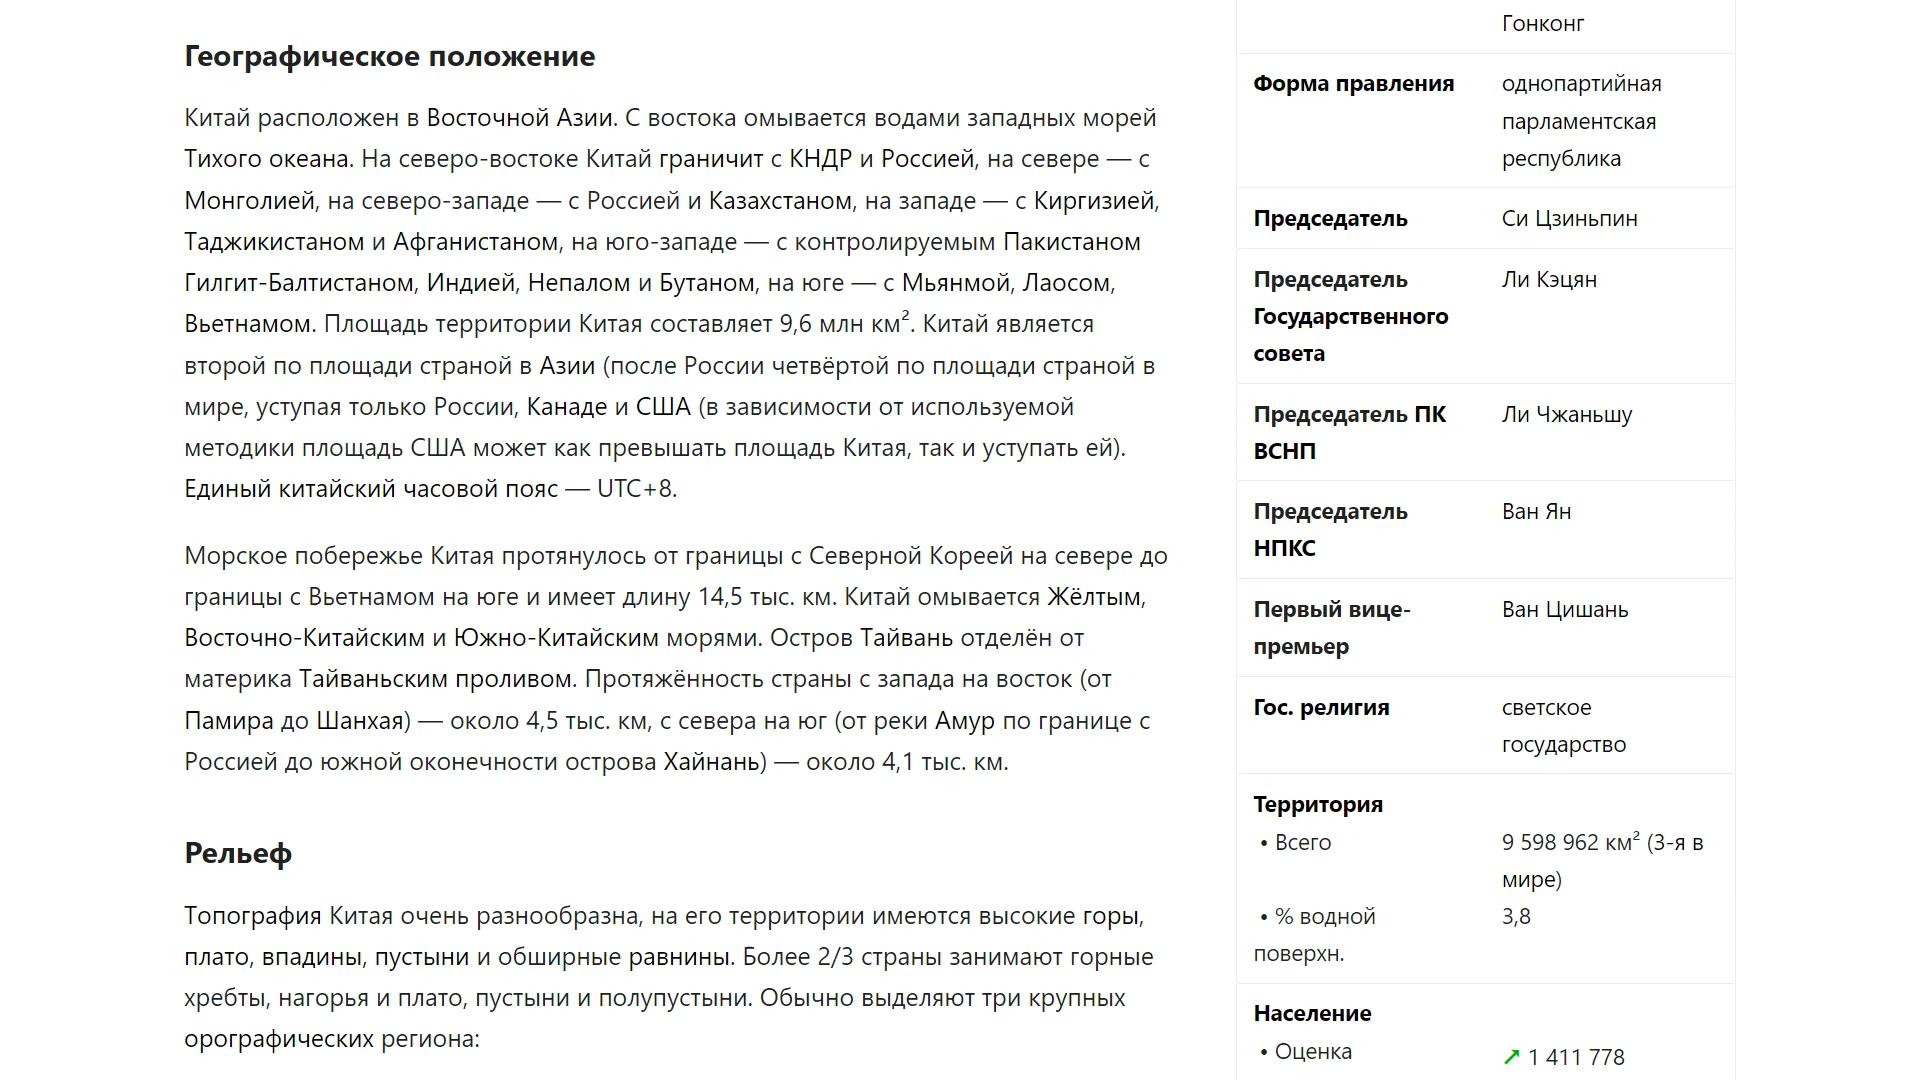 Географическое положение
Китай расположен в Восточной Азии. С востока омывается водами западных морей
Тихого океана. На северо-востоке Китай граничит с КНДР и Россией, на севере — с
Монголией, на северо-западе — с Россией и Казахстаном, на западе — с Киргизией,
Таджикистаном и Афганистаном, на юго-западе — с контролируемым Пакистаном
Гилгит-Балтистаном, Индией, Непалом и Бутаном, на юге — с Мьянмой, Лаосом,
Вьетнамом. Площадь территории Китая составляет 9,6 млн км². Китай является
второй по площади страной в Азии (после России четвёртой по площади страной в
мире, уступая только России, Канаде и США (в зависимости от используемой
методики площадь США может как превышать площадь Китая, так и уступать ей).
Единый китайский часовой пояс — UTC+8.
Морское побережье Китая протянулось от границы с Северной Кореей на севере до
границы с Вьетнамом на юге и имеет длину 14,5 тыс. км. Китай омывается Жёлтым,
Восточно-Китайским и Южно-Китайским морями. Остров Тайвань отделён от
материка Тайваньским проливом. Протяжённость страны с запада на восток (от
Памира до Шанхая) — около 4,5 тыс. км, с севера на юг (от реки Амур по границе с
Россией до южной оконечности острова Хайнань) — около 4,1 тыс. км.
Рельеф
Топография Китая очень разнообразна, на его территории имеются высокие горы,
плато, впадины, пустыни и обширные равнины. Более 2/3 страны занимают горные
хребты, нагорья и плато, пустыни и полупустыни. Обычно выделяют три крупных
орографических региона:
Гонконг
Форма правления однопартийная
парламентская
республика
Председатель Си Цзиньпин
Председатель Ли Кэцян
Государственного
совета
Председатель ПК Ли Чжаньшу
ВСНП
Председатель Ван Ян
НПКС
Первый вице- Ван Цишань
премьер
Гос. религия светское
государство
Территория
• Всего 9 598 962 км² (3-я в
мире)
• % водной 3,8
поверхн.
Население
• Оценка ↗ 1 411 778